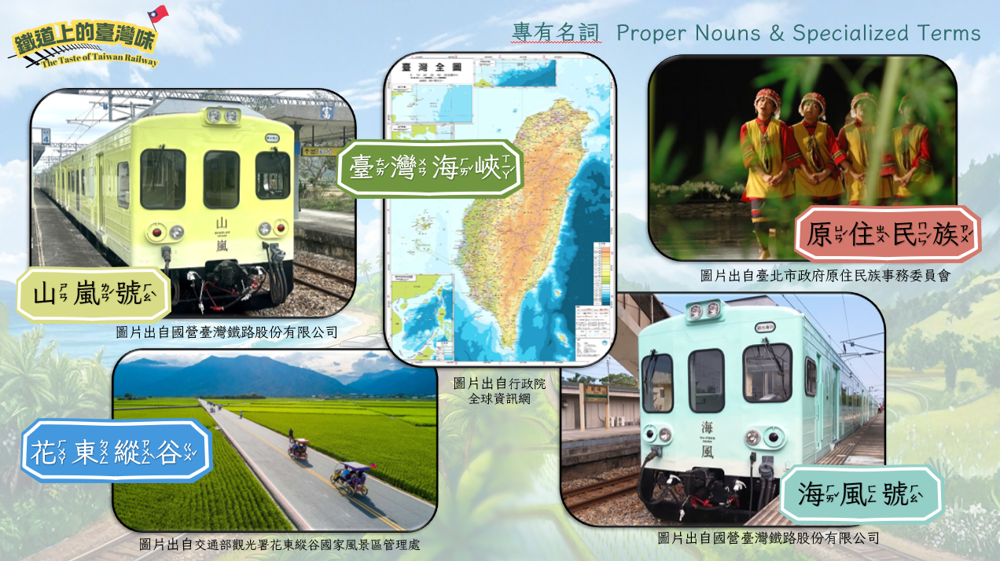 鐵道上的臺灣味
The Taste of Taiwan Railway
專有名詞 Proper Nouns & Specialized Terms
山嵐
山ㄕㄢ嵐ㄌㄢˊ號ㄏㄠˋ
圖片出自國營臺灣鐵路股份有限公司
臺灣全圖
臺ㄊㄞˊ灣ㄨㄢ海ㄏㄞˇ峽ㄒㄧㄚˊ
圖片出自行政院
全球資訊網
原ㄩㄢˊ住ㄓㄨˋ民ㄇㄧㄣˊ族ㄗㄨˊ
圖片出自臺北市政府原住民族事務委員會
花ㄏㄨㄚ東ㄉㄨㄥ縱ㄗㄨㄥˋ谷ㄍㄨˇ
圖片出自交通部觀光署花東縱谷國家風景區管理處
海風
海ㄏㄞˇ風ㄈㄥ號ㄏㄠˋ
圖片出自國營臺灣鐵路股份有限公司